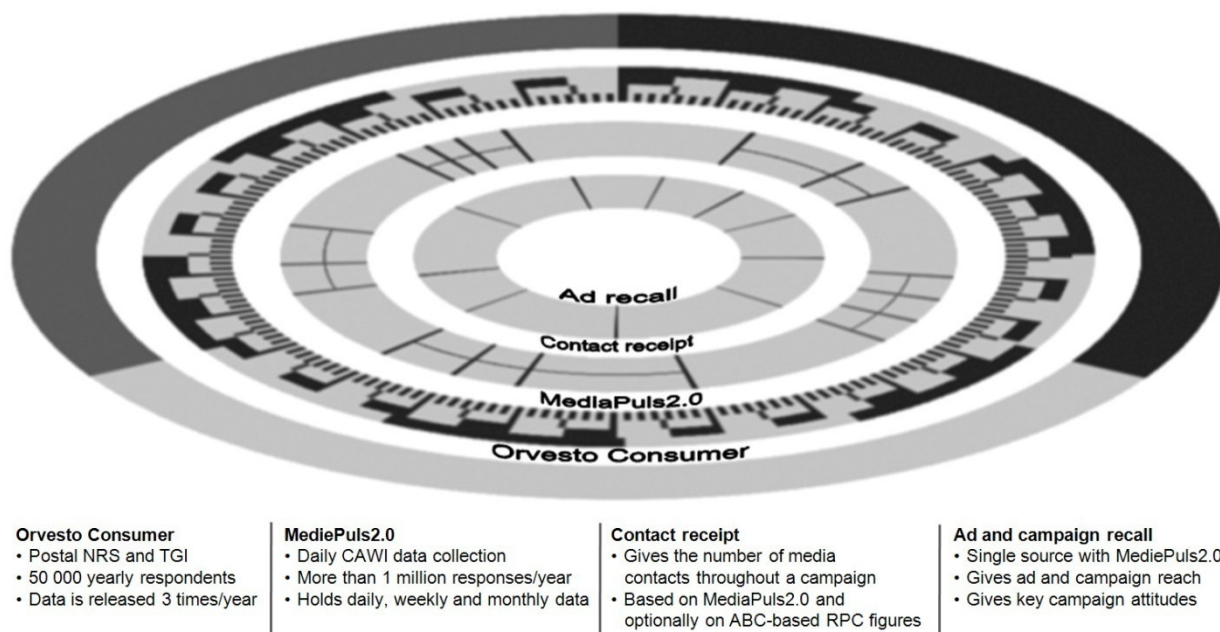 Ad recall
Contact receipt
MediaPuls2.0
Orvesto Consumer
Orvesto Consumer
• Postal NRS and TGI
• 50 000 yearly respondents
• Data is released 3 times/year
MediePuls2.0
• Daily CAWI data collection
• More than 1 million responses/year
• Holds daily, weekly and monthly data
Contact receipt
• Gives the number of media
contacts throughout a campaign
• Based on MediaPuls2.0 and
optionally on ABC-based RPC figures
Ad and campaign recall
• Single source with MediePuls2.0
• Gives ad and campaign reach
• Gives key campaign attitudes